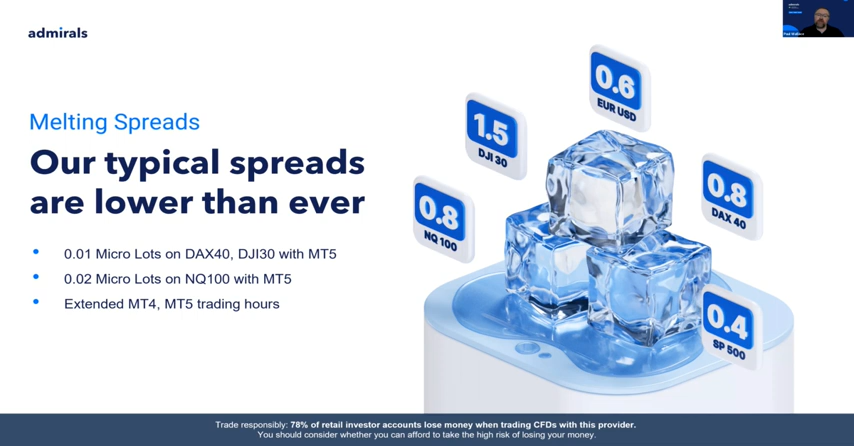 admirals
Melting Spreads
Our typical spreads
are lower than ever
0.01 Micro Lots on DAX40, DJI30 with MT5
0.02 Micro Lots on NQ100 with MT5
Extended MT4, MT5 trading hours
0.6
EUR USD
1.5
DJI 30
0.8
DAX 40
0.8
NQ 100
0.4
SP 500
Trade responsibly: 78% of retail investor accounts lose money when trading CFDs with this provider.
You should consider whether you can afford to take the high risk of losing your money.